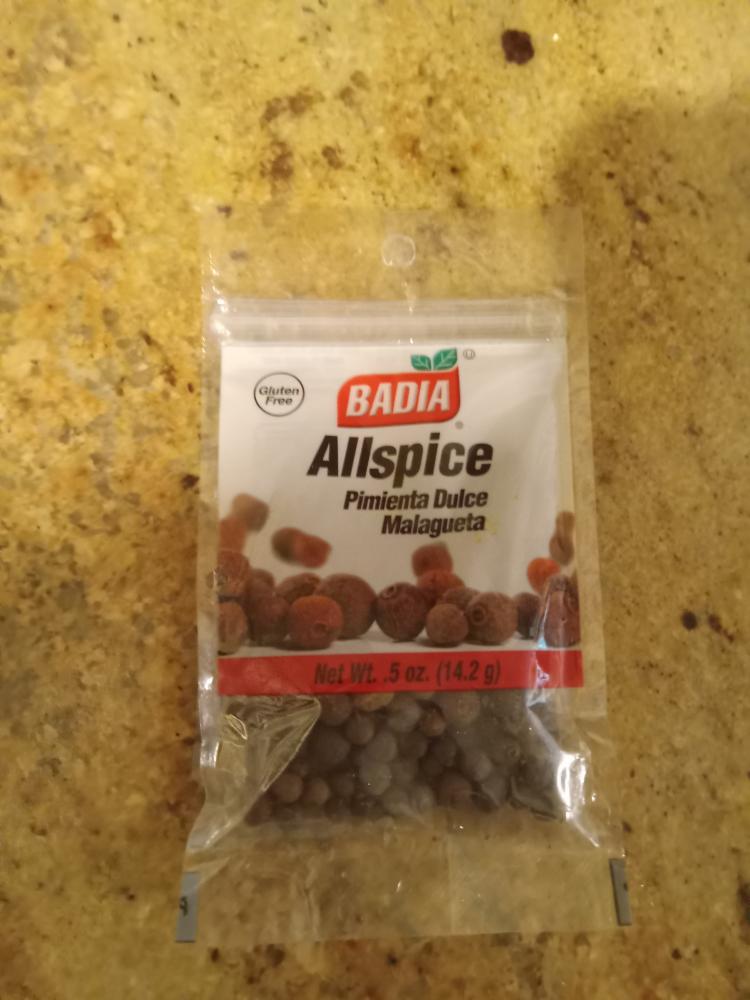 Gluten
Free
BADIA®
Allspice
Pimienta Dulce
Malagueta
Net Wt. .5 oz. (14.2 g)